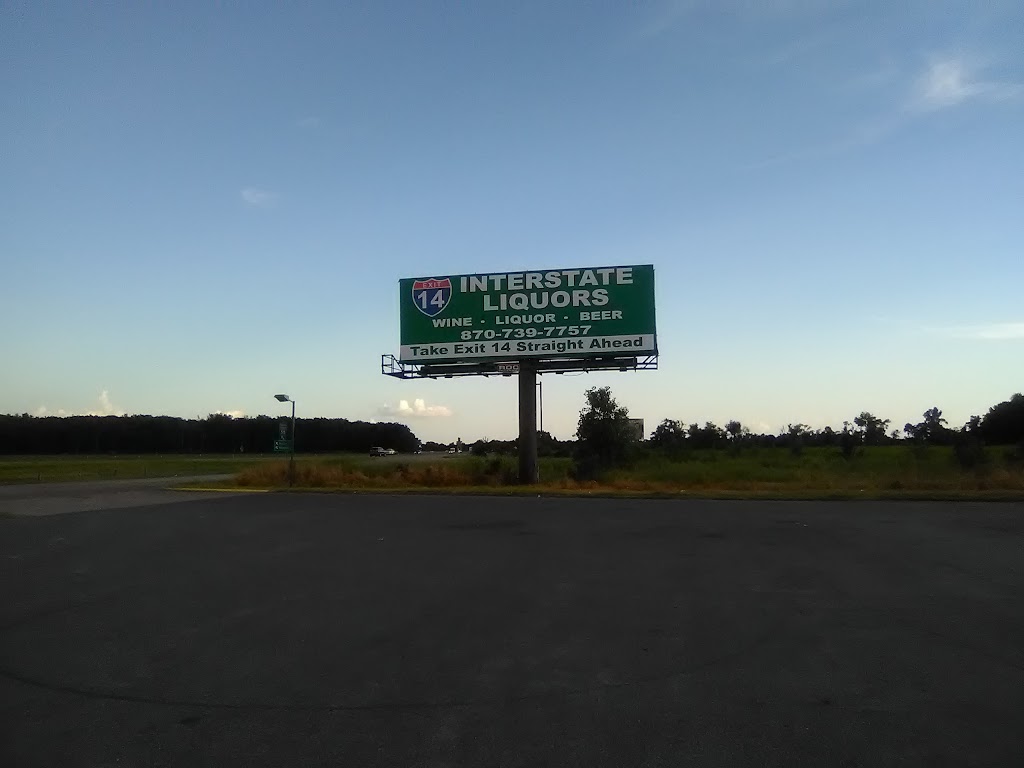 EXIT
14
INTERSTATE
LIQUORS
WINE - LIQUOR - BEER
870-739-7757
Take Exit 14 Straight Ahead